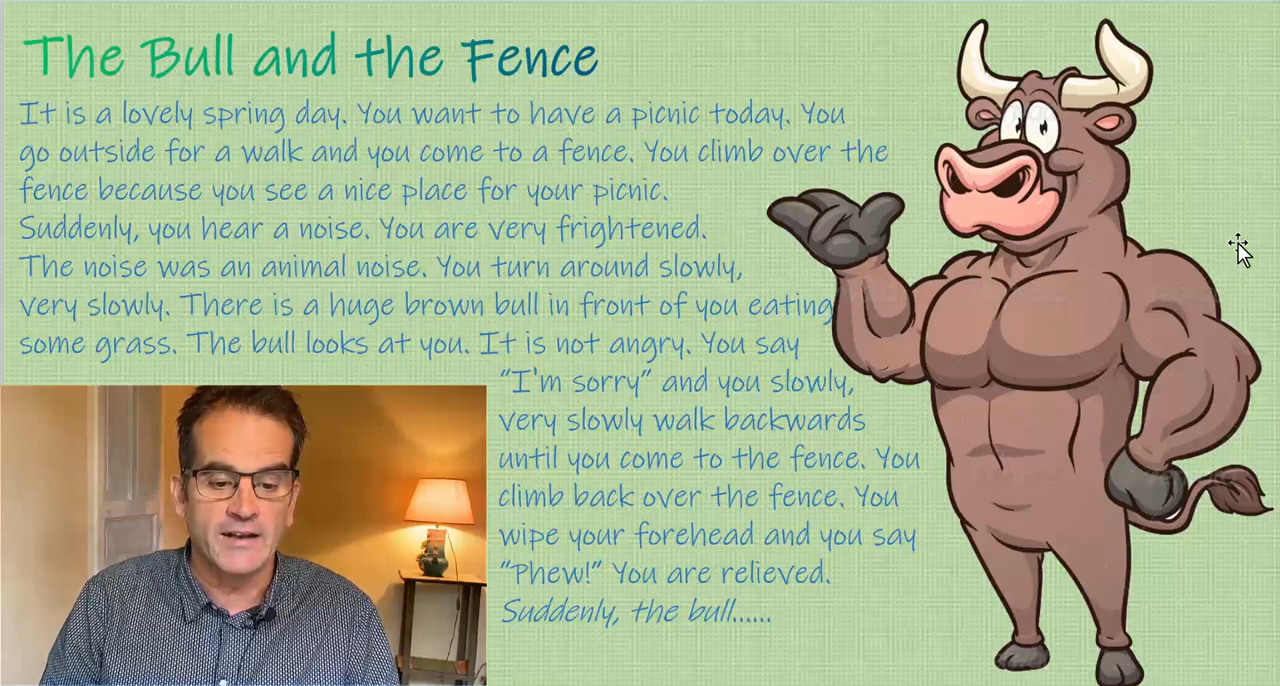 The Bull and the Fence
It is a lovely spring day. You want to have a picnic today. You
go outside for a walk and you come to a fence. You climb over the
fence because you see a nice place for your picnic.
Suddenly, you hear a noise. You are very frightened.
The noise was an animal noise. You turn around slowly,
very slowly. There is a huge brown bull in front of you eating
some grass. The bull looks at you. It is not angry. You say
“I'm sorry” and you slowly,
very slowly walk backwards
until you come to the fence. You
climb back over the fence. You
wipe your forehead and you say
“Phew!” You are relieved.
Suddenly, the bull......